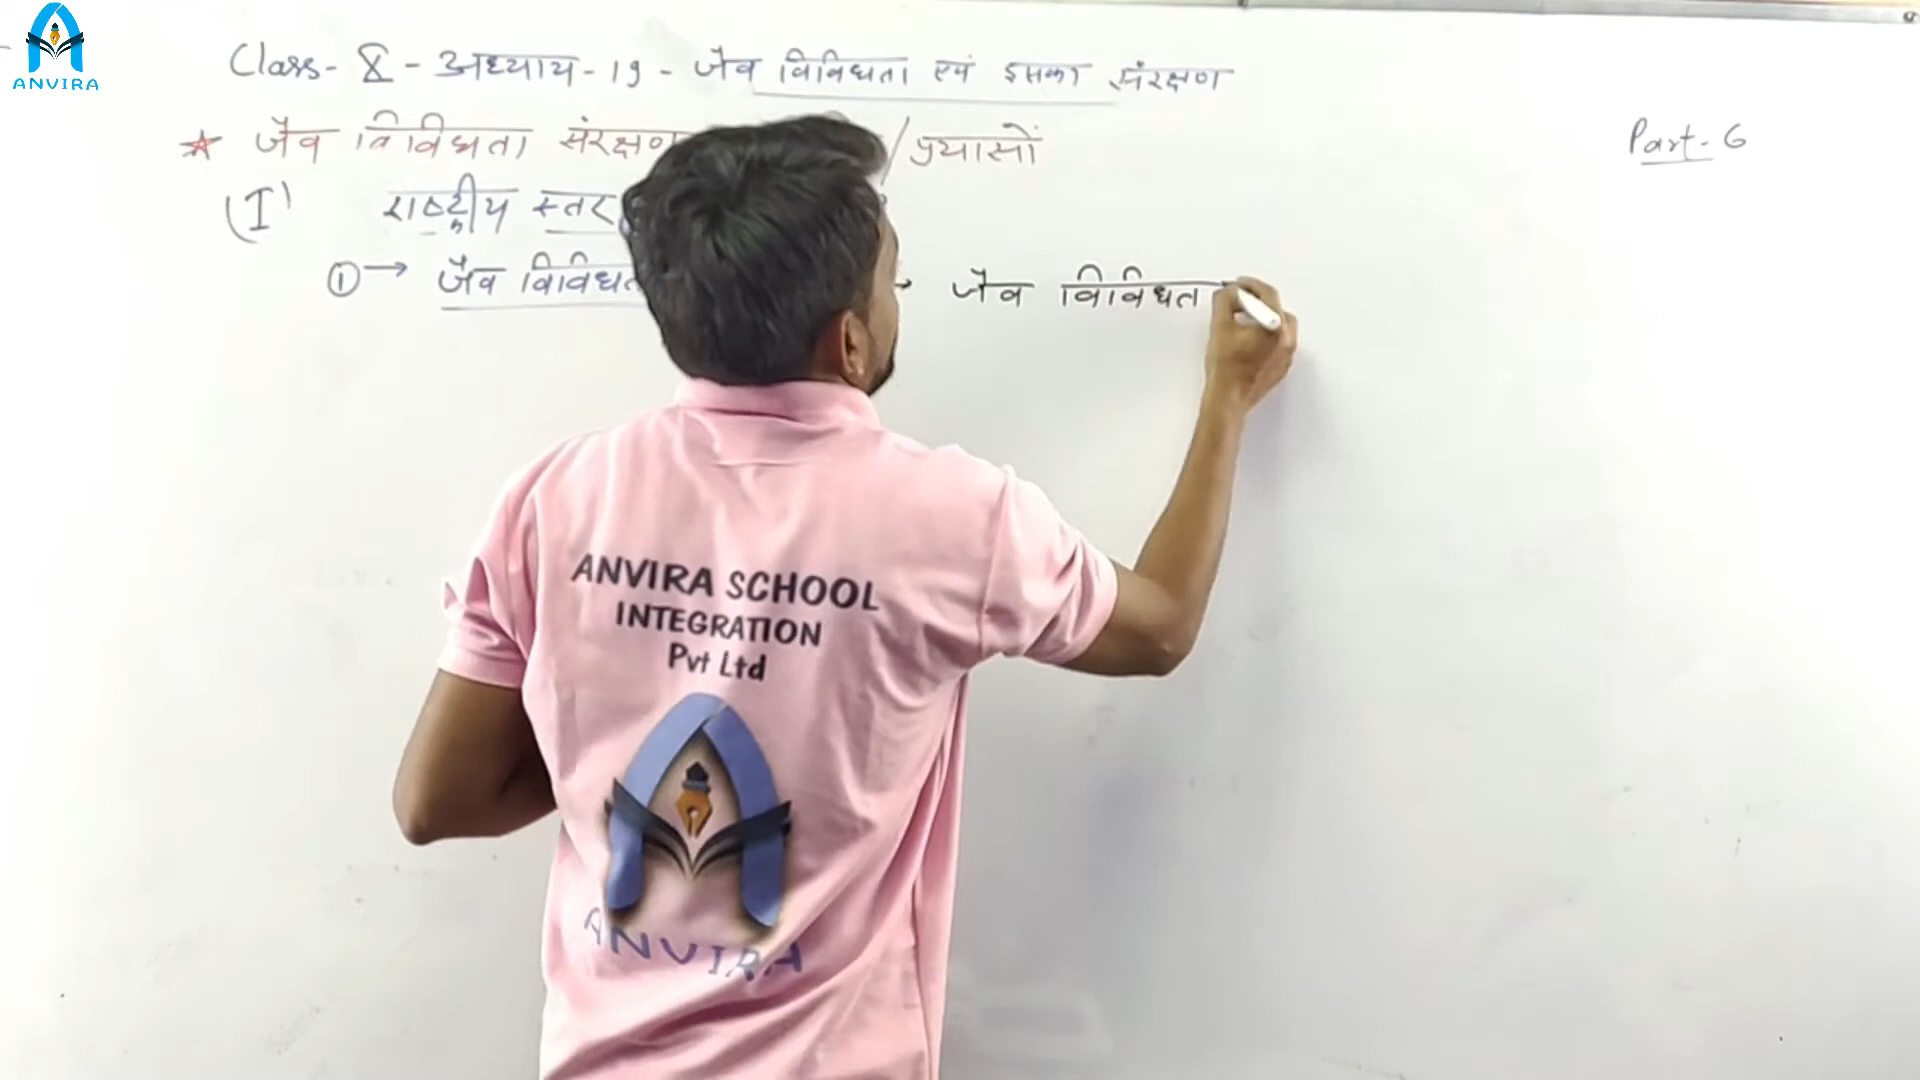 ANVIRA
Class - X - अध्याय - 19 - जैव विविधता एवं इसका संरक्षण
★ जैव विविधता संरक्षण / प्रयासों
Part - 6
(I) राष्ट्रीय स्तर
① → जैव विविधत जैव विविधत
ANVIRA SCHOOL
INTEGRATION
Pvt Ltd
ANVIRA